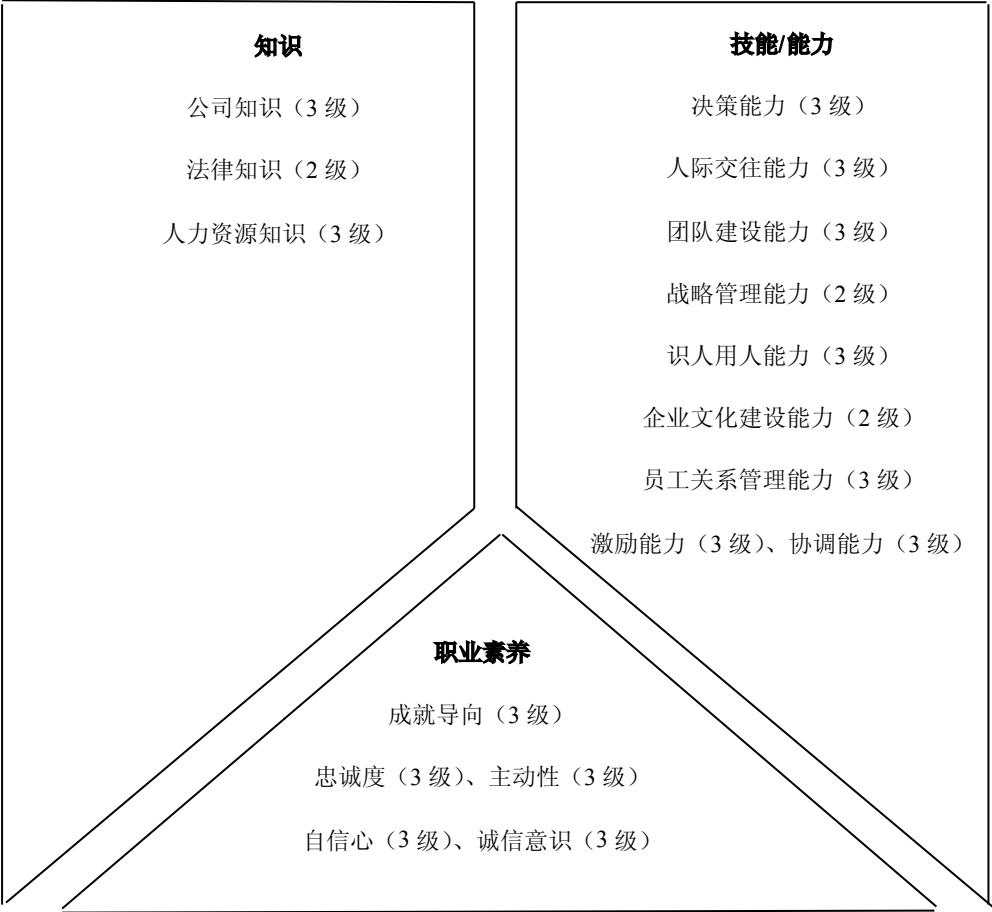 知识
公司知识（3 级）
法律知识（2 级）
人力资源知识（3 级）
技能/能力
决策能力（3 级）
人际交往能力（3 级）
团队建设能力（3 级）
战略管理能力（2 级）
识人用人能力（3 级）
企业文化建设能力（2 级）
员工关系管理能力（3 级）
激励能力（3 级）、协调能力（3 级）
职业素养
成就导向（3 级）
忠诚度（3 级）、主动性（3 级）
自信心（3 级）、诚信意识（3 级）